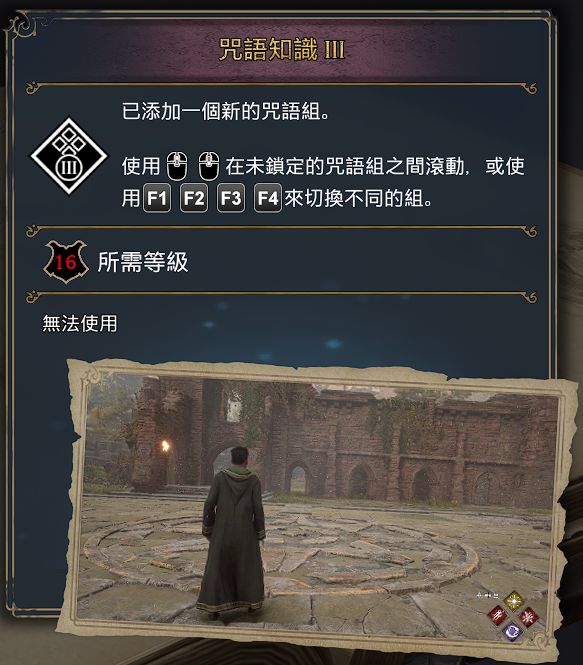 咒語知識 III
已添加一個新的咒語組。
使用 在未鎖定的咒語組之間滾動，或使
用 F1 F2 F3 F4 來切換不同的組。
III
16 所需等級
無法使用